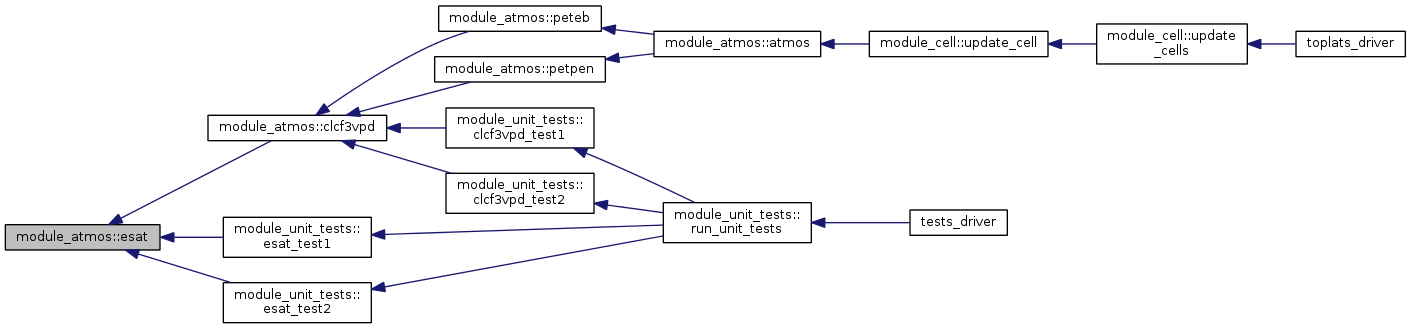 module_atmos::peteb
module_atmos::atmos
module_cell::update_cell
module_cell::update
_cells
toplats_driver
module_atmos::petpen
module_atmos::clcf3vpd
module_unit_tests::
clcf3vpd_test1
module_unit_tests::
clcf3vpd_test2
module_atmos::esat
module_unit_tests::
esat_test1
module_unit_tests::
run_unit_tests
tests_driver
module_unit_tests::
esat_test2